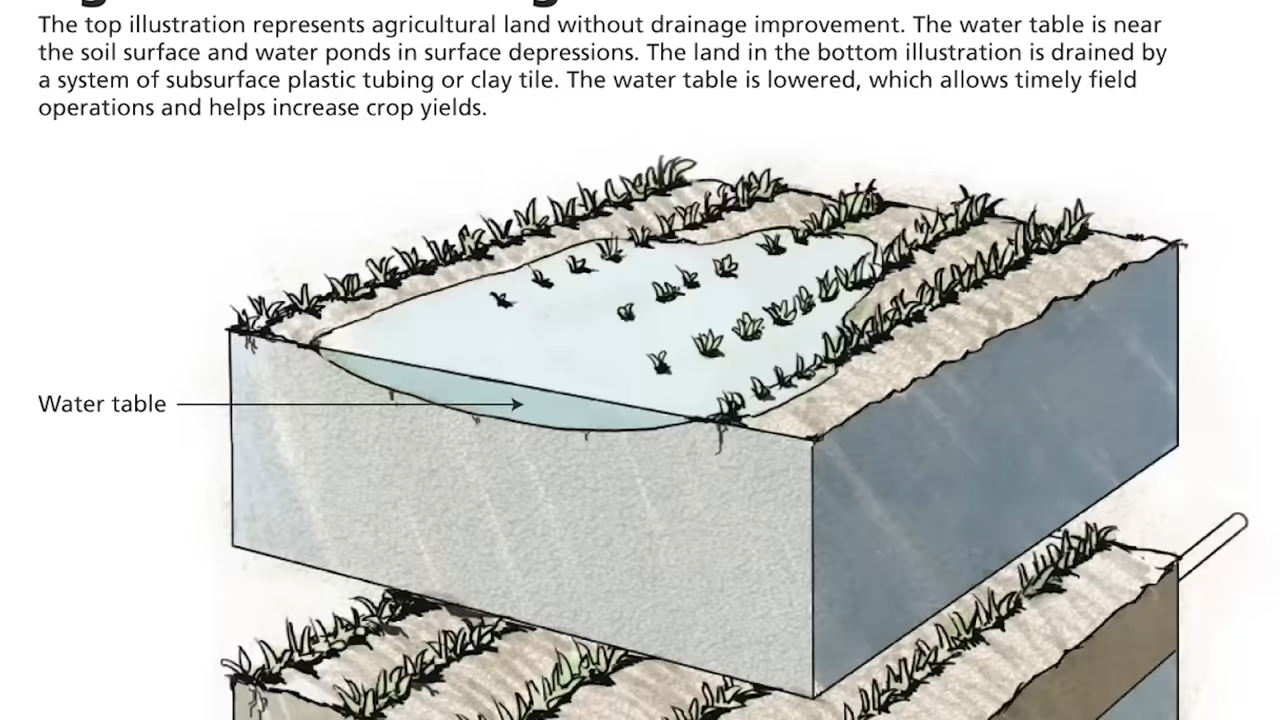 The top illustration represents agricultural land without drainage improvement. The water table is near
the soil surface and water ponds in surface depressions. The land in the bottom illustration is drained by
a system of subsurface plastic tubing or clay tile. The water table is lowered, which allows timely field
operations and helps increase crop yields.
Water table